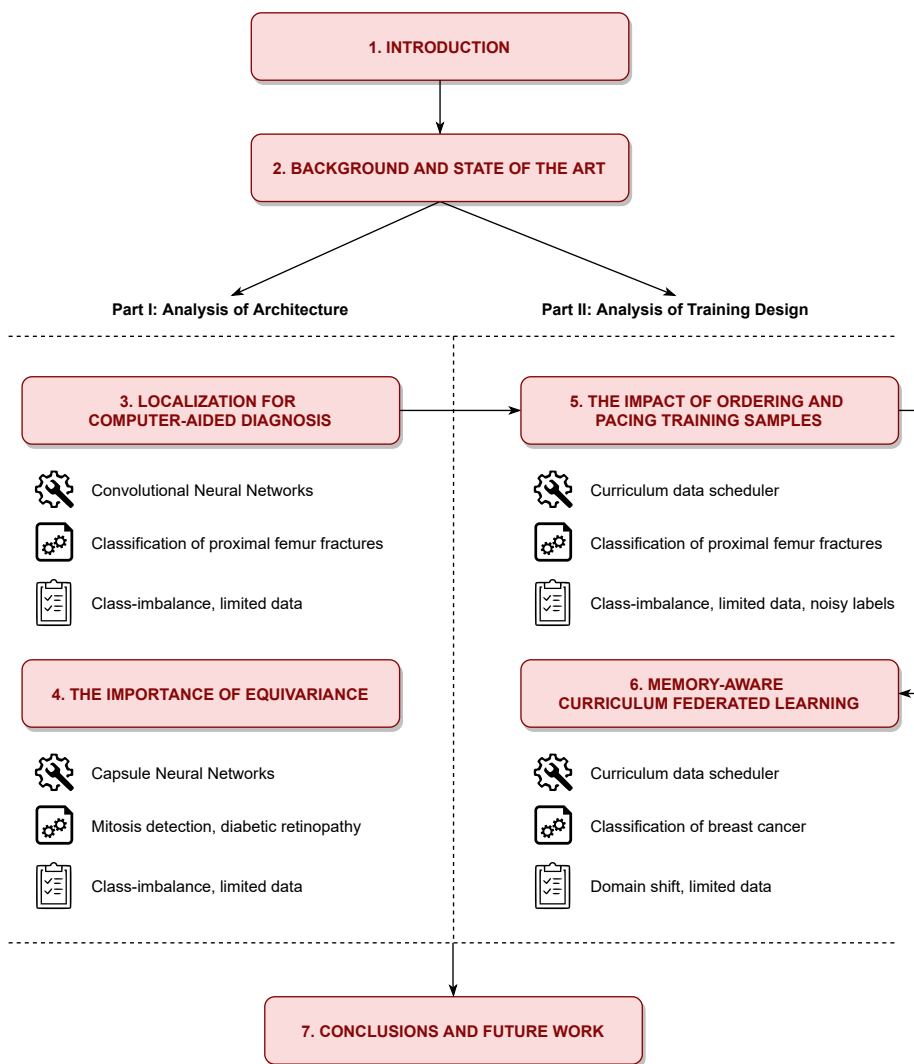 1. INTRODUCTION
2. BACKGROUND AND STATE OF THE ART
Part I: Analysis of Architecture
Part II: Analysis of Training Design
3. LOCALIZATION FOR
COMPUTER-AIDED DIAGNOSIS
Convolutional Neural Networks
Classification of proximal femur fractures
Class-imbalance, limited data
4. THE IMPORTANCE OF EQUIVARIANCE
Capsule Neural Networks
Mitosis detection, diabetic retinopathy
Class-imbalance, limited data
5. THE IMPACT OF ORDERING AND
PACING TRAINING SAMPLES
Curriculum data scheduler
Classification of proximal femur fractures
Class-imbalance, limited data, noisy labels
6. MEMORY-AWARE
CURRICULUM FEDERATED LEARNING
Curriculum data scheduler
Classification of breast cancer
Domain shift, limited data
7. CONCLUSIONS AND FUTURE WORK